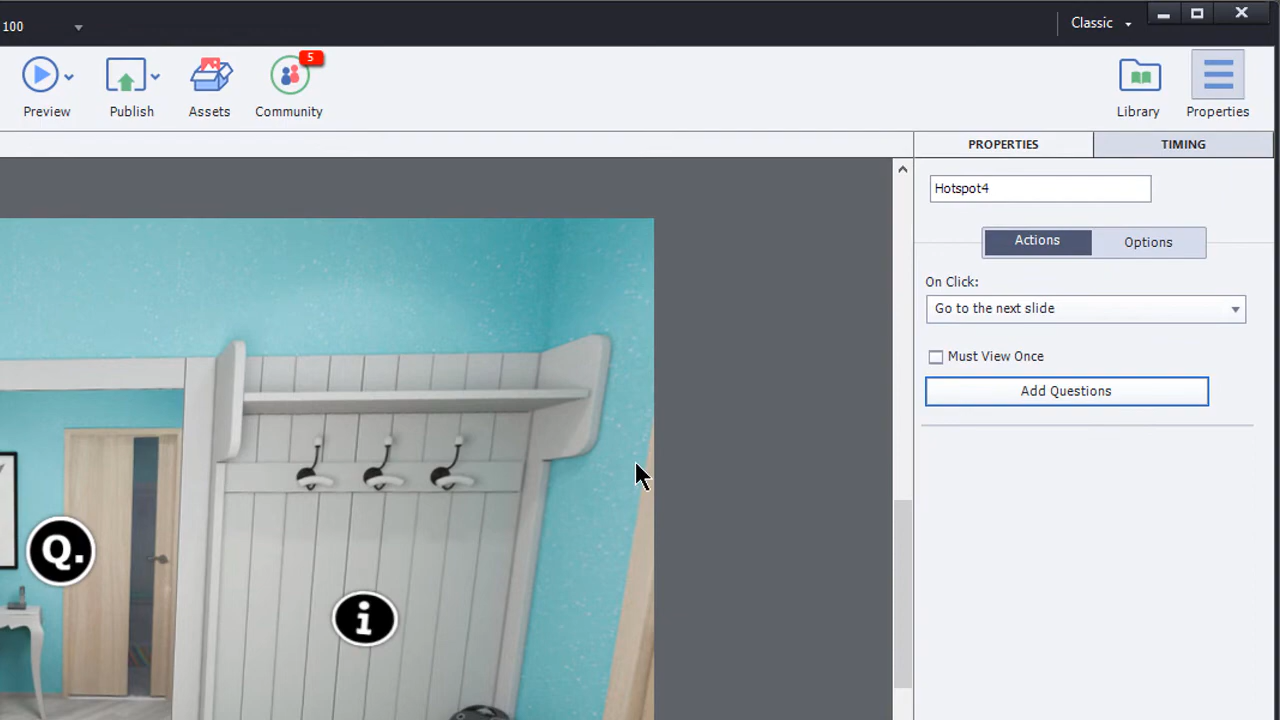 100
Classic
5
Preview
Publish
Assets
Community
Library
Properties
PROPERTIES
TIMING
Hotspot4
Actions
Options
On Click:
Go to the next slide
Must View Once
Add Questions
Q.
i